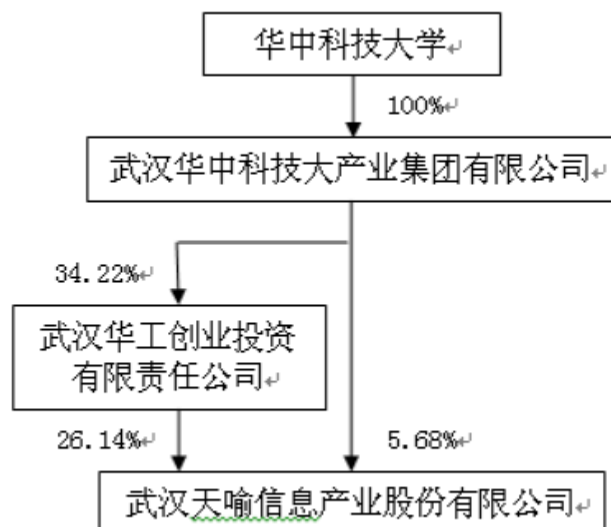 华中科技大学
100%
武汉华中科技大产业集团有限公司
34.22%
武汉华工创业投资
有限责任公司
26.14%
5.68%
武汉天喻信息产业股份有限公司